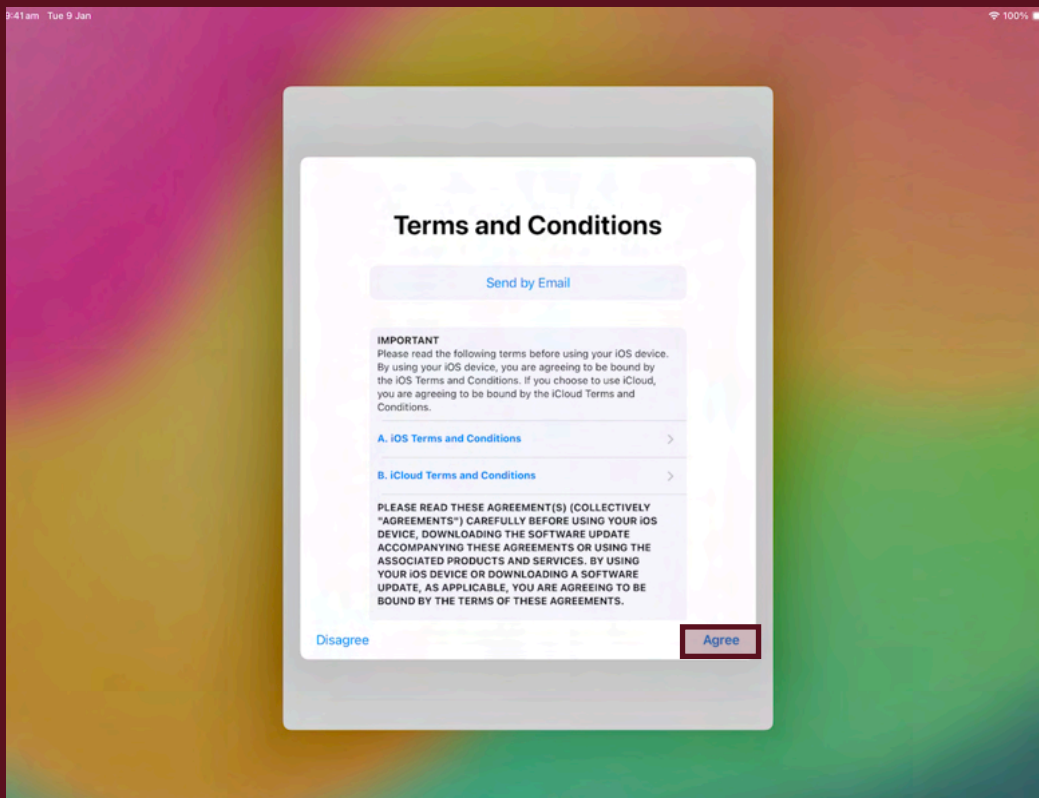 9:41am Tue 9 Jan
100%
Terms and Conditions
Send by Email
IMPORTANT
Please read the following terms before using your iOS device.
By using your iOS device, you are agreeing to be bound by
the iOS Terms and Conditions. If you choose to use iCloud,
you are agreeing to be bound by the iCloud Terms and
Conditions.
A. iOS Terms and Conditions
B. iCloud Terms and Conditions
PLEASE READ THESE AGREEMENT(S) (COLLECTIVELY
"AGREEMENTS") CAREFULLY BEFORE USING YOUR iOS
DEVICE, DOWNLOADING THE SOFTWARE UPDATE
ACCOMPANYING THESE AGREEMENTS OR USING THE
ASSOCIATED PRODUCTS AND SERVICES. BY USING
YOUR iOS DEVICE OR DOWNLOADING A SOFTWARE
UPDATE, AS APPLICABLE, YOU ARE AGREEING TO BE
BOUND BY THE TERMS OF THESE AGREEMENTS.
Disagree
Agree